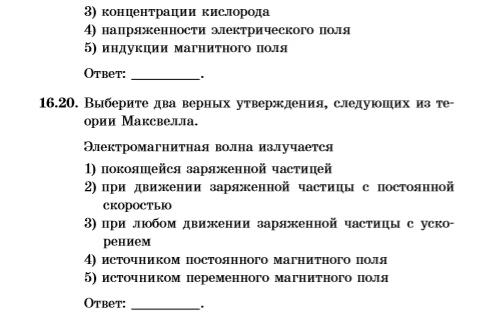 3) концентрации кислорода
4) напряженности электрического поля
5) индукции магнитного поля
Ответ: __________.
16.20. Выберите два верных утверждения, следующих из те-
ории Максвелла.
Электромагнитная волна излучается
1) покоящейся заряженной частицей
2) при движении заряженной частицы с постоянной
скоростью
3) при любом движении заряженной частицы с уско-
рением
4) источником постоянного магнитного поля
5) источником переменного магнитного поля
Ответ: __________.